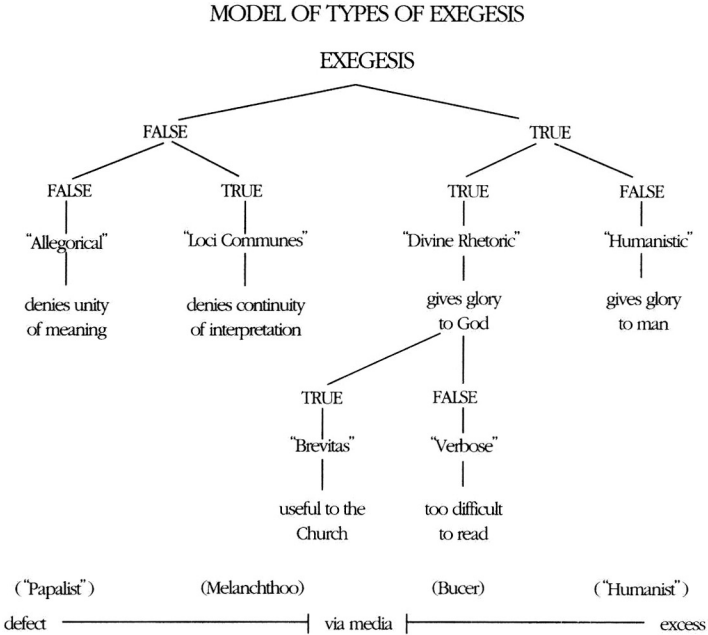 MODEL OF TYPES OF EXEGESIS
EXEGESIS
FALSE TRUE
FALSE TRUE TRUE FALSE
“Allegorical” “Loci Communes” “Divine Rhetoric” “Humanistic”
denies unity denies continuity gives glory gives glory
of meaning of interpretation to God to man
TRUE FALSE
“Brevitas” “Verbose”
useful to the too difficult
Church to read
(“Papalist”) (Melanchthoo) (Bucer) (“Humanist”)
defect via media excess